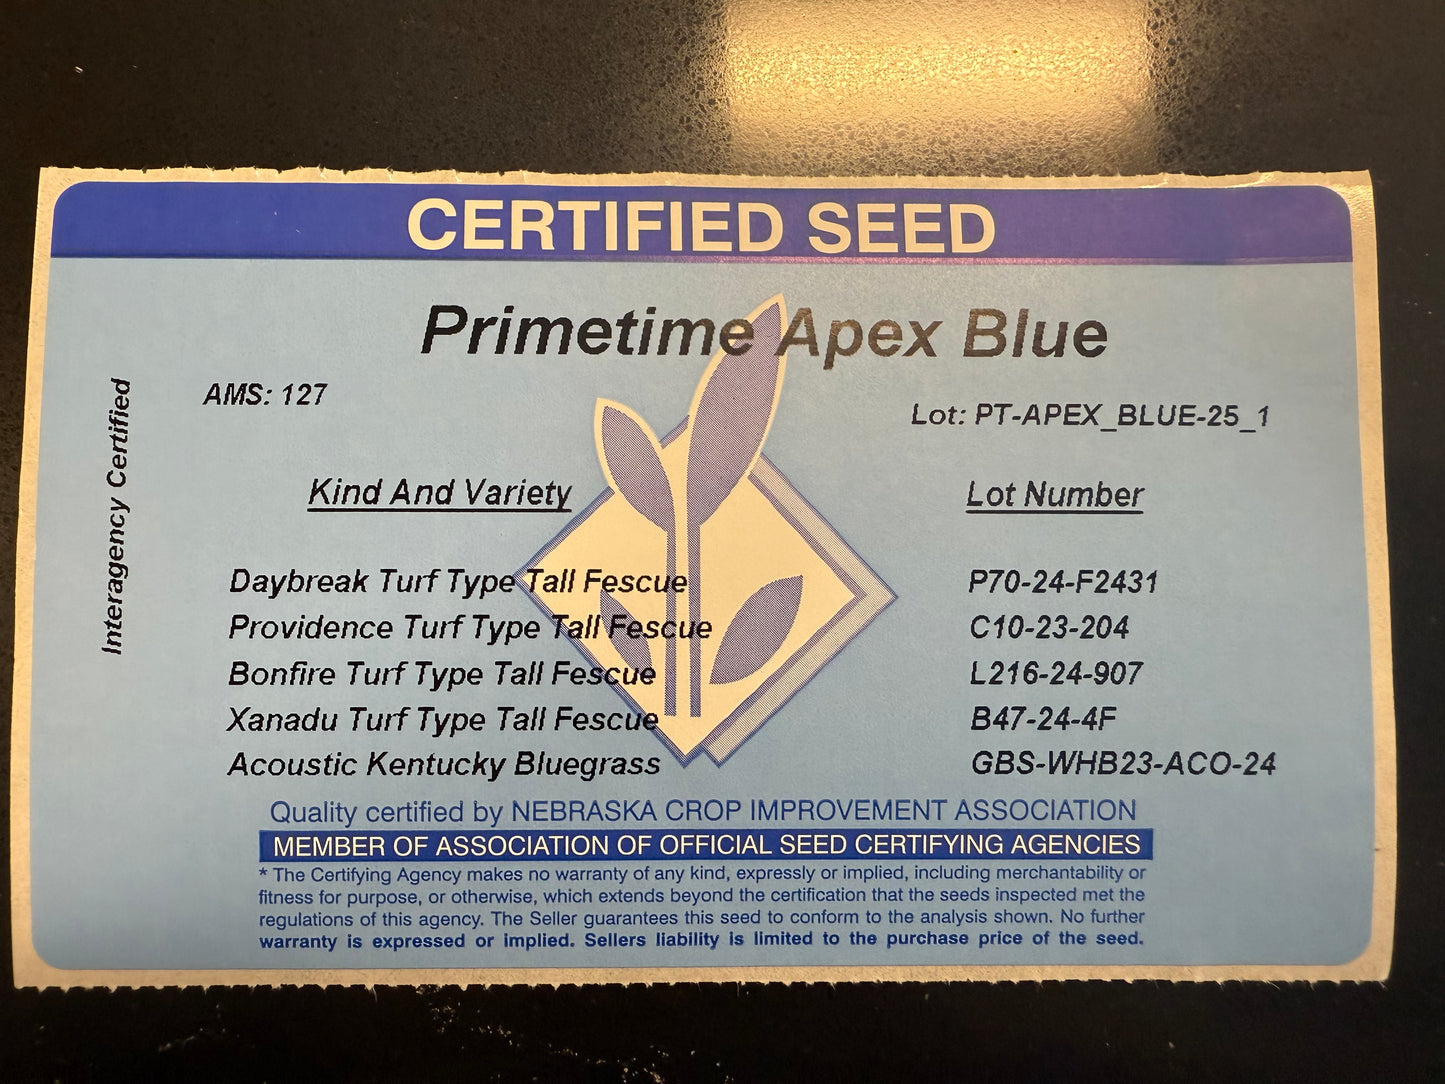 CERTIFIED SEED
Primetime Apex Blue
AMS: 127
Lot: PT-APEX_BLUE-25_1
Interagency Certified
Kind And Variety Lot Number
Daybreak Turf Type Tall Fescue P70-24-F2431
Providence Turf Type Tall Fescue C10-23-204
Bonfire Turf Type Tall Fescue L216-24-907
Xanadu Turf Type Tall Fescue B47-24-4F
Acoustic Kentucky Bluegrass GBS-WHB23-ACO-24
Quality certified by NEBRASKA CROP IMPROVEMENT ASSOCIATION
MEMBER OF ASSOCIATION OF OFFICIAL SEED CERTIFYING AGENCIES
* The Certifying Agency makes no warranty of any kind, expressly or implied, including merchantability or
fitness for purpose, or otherwise, which extends beyond the certification that the seeds inspected met the
regulations of this agency. The Seller guarantees this seed to conform to the analysis shown. No further
warranty is expressed or implied. Sellers liability is limited to the purchase price of the seed.